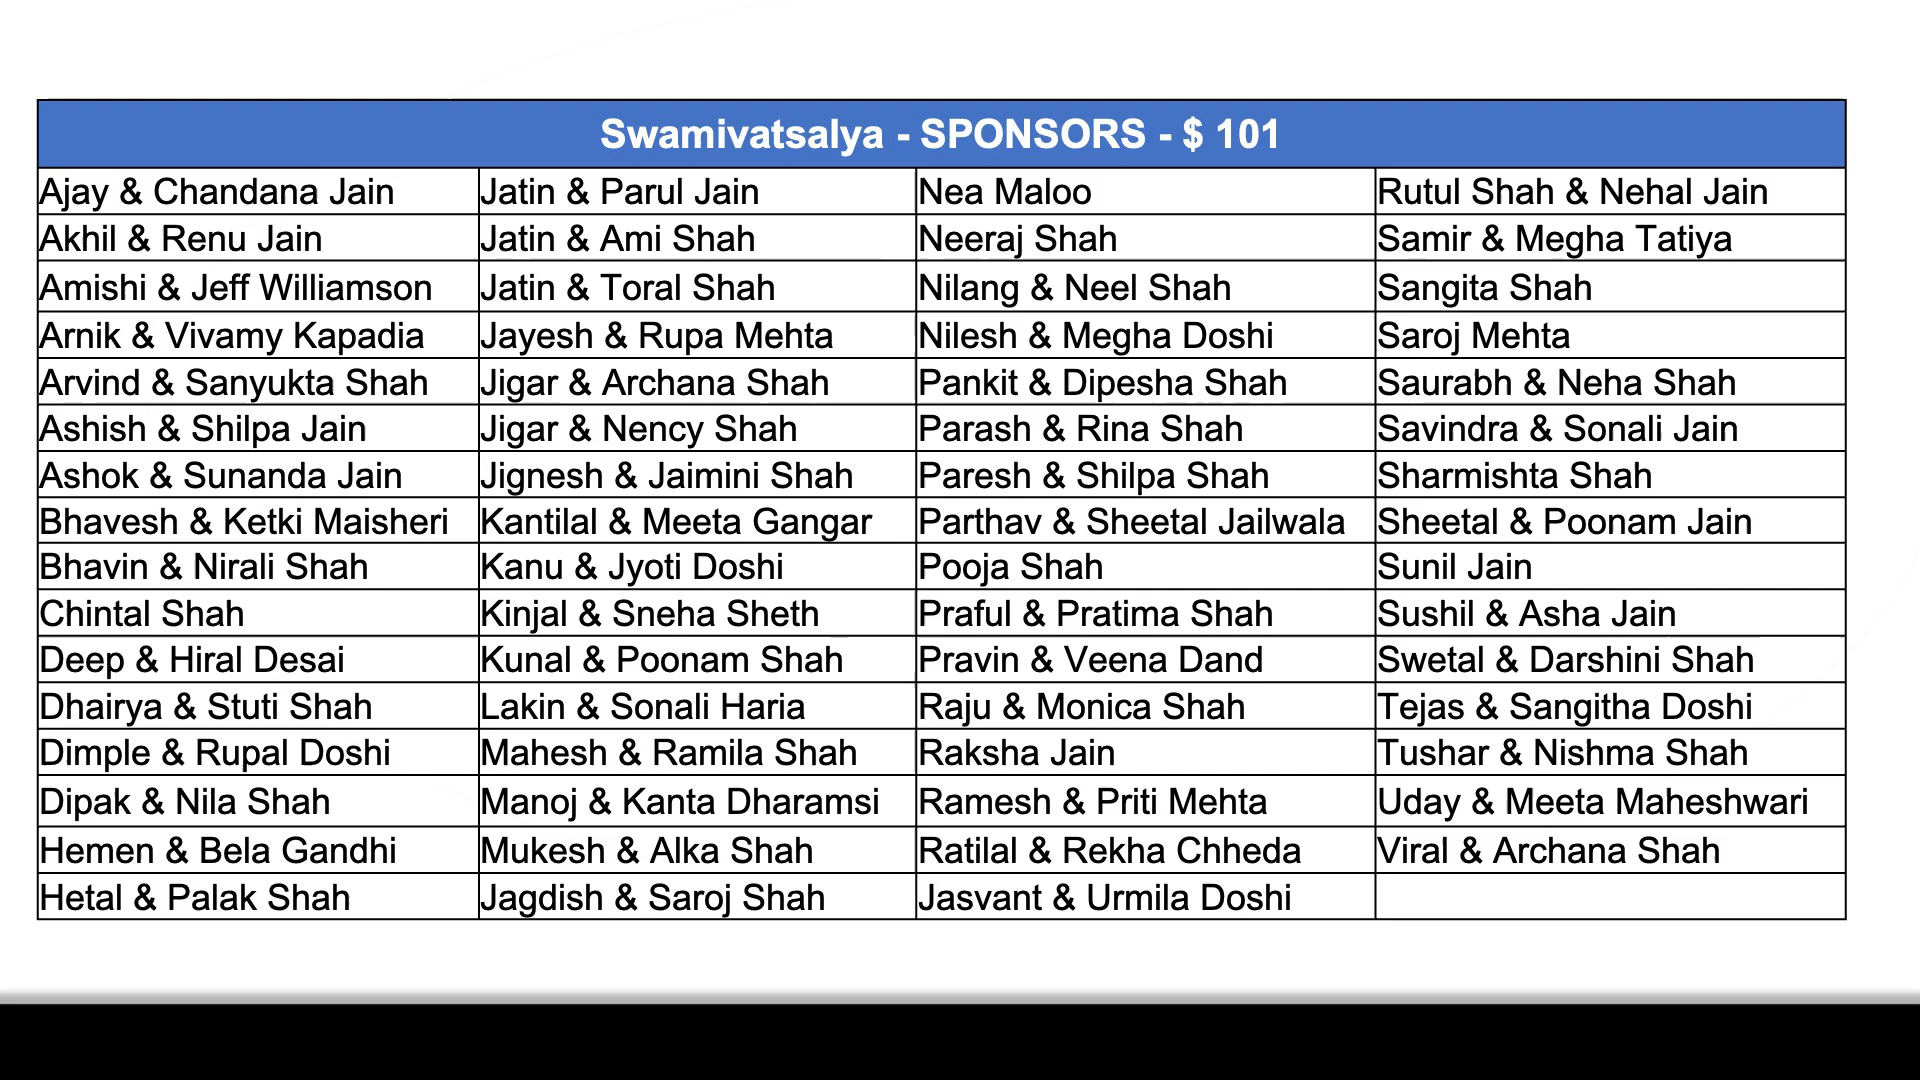 Swamivatsalya - SPONSORS - $ 101
Ajay & Chandana Jain Jatin & Parul Jain Nea Maloo Rutul Shah & Nehal Jain
Akhil & Renu Jain Jatin & Ami Shah Neeraj Shah Samir & Megha Tatiya
Amishi & Jeff Williamson Jatin & Toral Shah Nilang & Neel Shah Sangita Shah
Arnik & Vivamy Kapadia Jayesh & Rupa Mehta Nilesh & Megha Doshi Saroj Mehta
Arvind & Sanyukta Shah Jigar & Archana Shah Pankit & Dipesha Shah Saurabh & Neha Shah
Ashish & Shilpa Jain Jigar & Nency Shah Parash & Rina Shah Savindra & Sonali Jain
Ashok & Sunanda Jain Jignesh & Jaimini Shah Paresh & Shilpa Shah Sharmishta Shah
Bhavesh & Ketki Maisheri Kantilal & Meeta Gangar Parthav & Sheetal Jailwala Sheetal & Poonam Jain
Bhavin & Nirali Shah Kanu & Jyoti Doshi Pooja Shah Sunil Jain
Chintal Shah Kinjal & Sneha Sheth Praful & Pratima Shah Sushil & Asha Jain
Deep & Hiral Desai Kunal & Poonam Shah Pravin & Veena Dand Swetal & Darshini Shah
Dhairya & Stuti Shah Lakin & Sonali Haria Raju & Monica Shah Tejas & Sangitha Doshi
Dimple & Rupal Doshi Mahesh & Ramila Shah Raksha Jain Tushar & Nishma Shah
Dipak & Nila Shah Manoj & Kanta Dharamsi Ramesh & Priti Mehta Uday & Meeta Maheshwari
Hemen & Bela Gandhi Mukesh & Alka Shah Ratilal & Rekha Chheda Viral & Archana Shah
Hetal & Palak Shah Jagdish & Saroj Shah Jasvant & Urmila Doshi